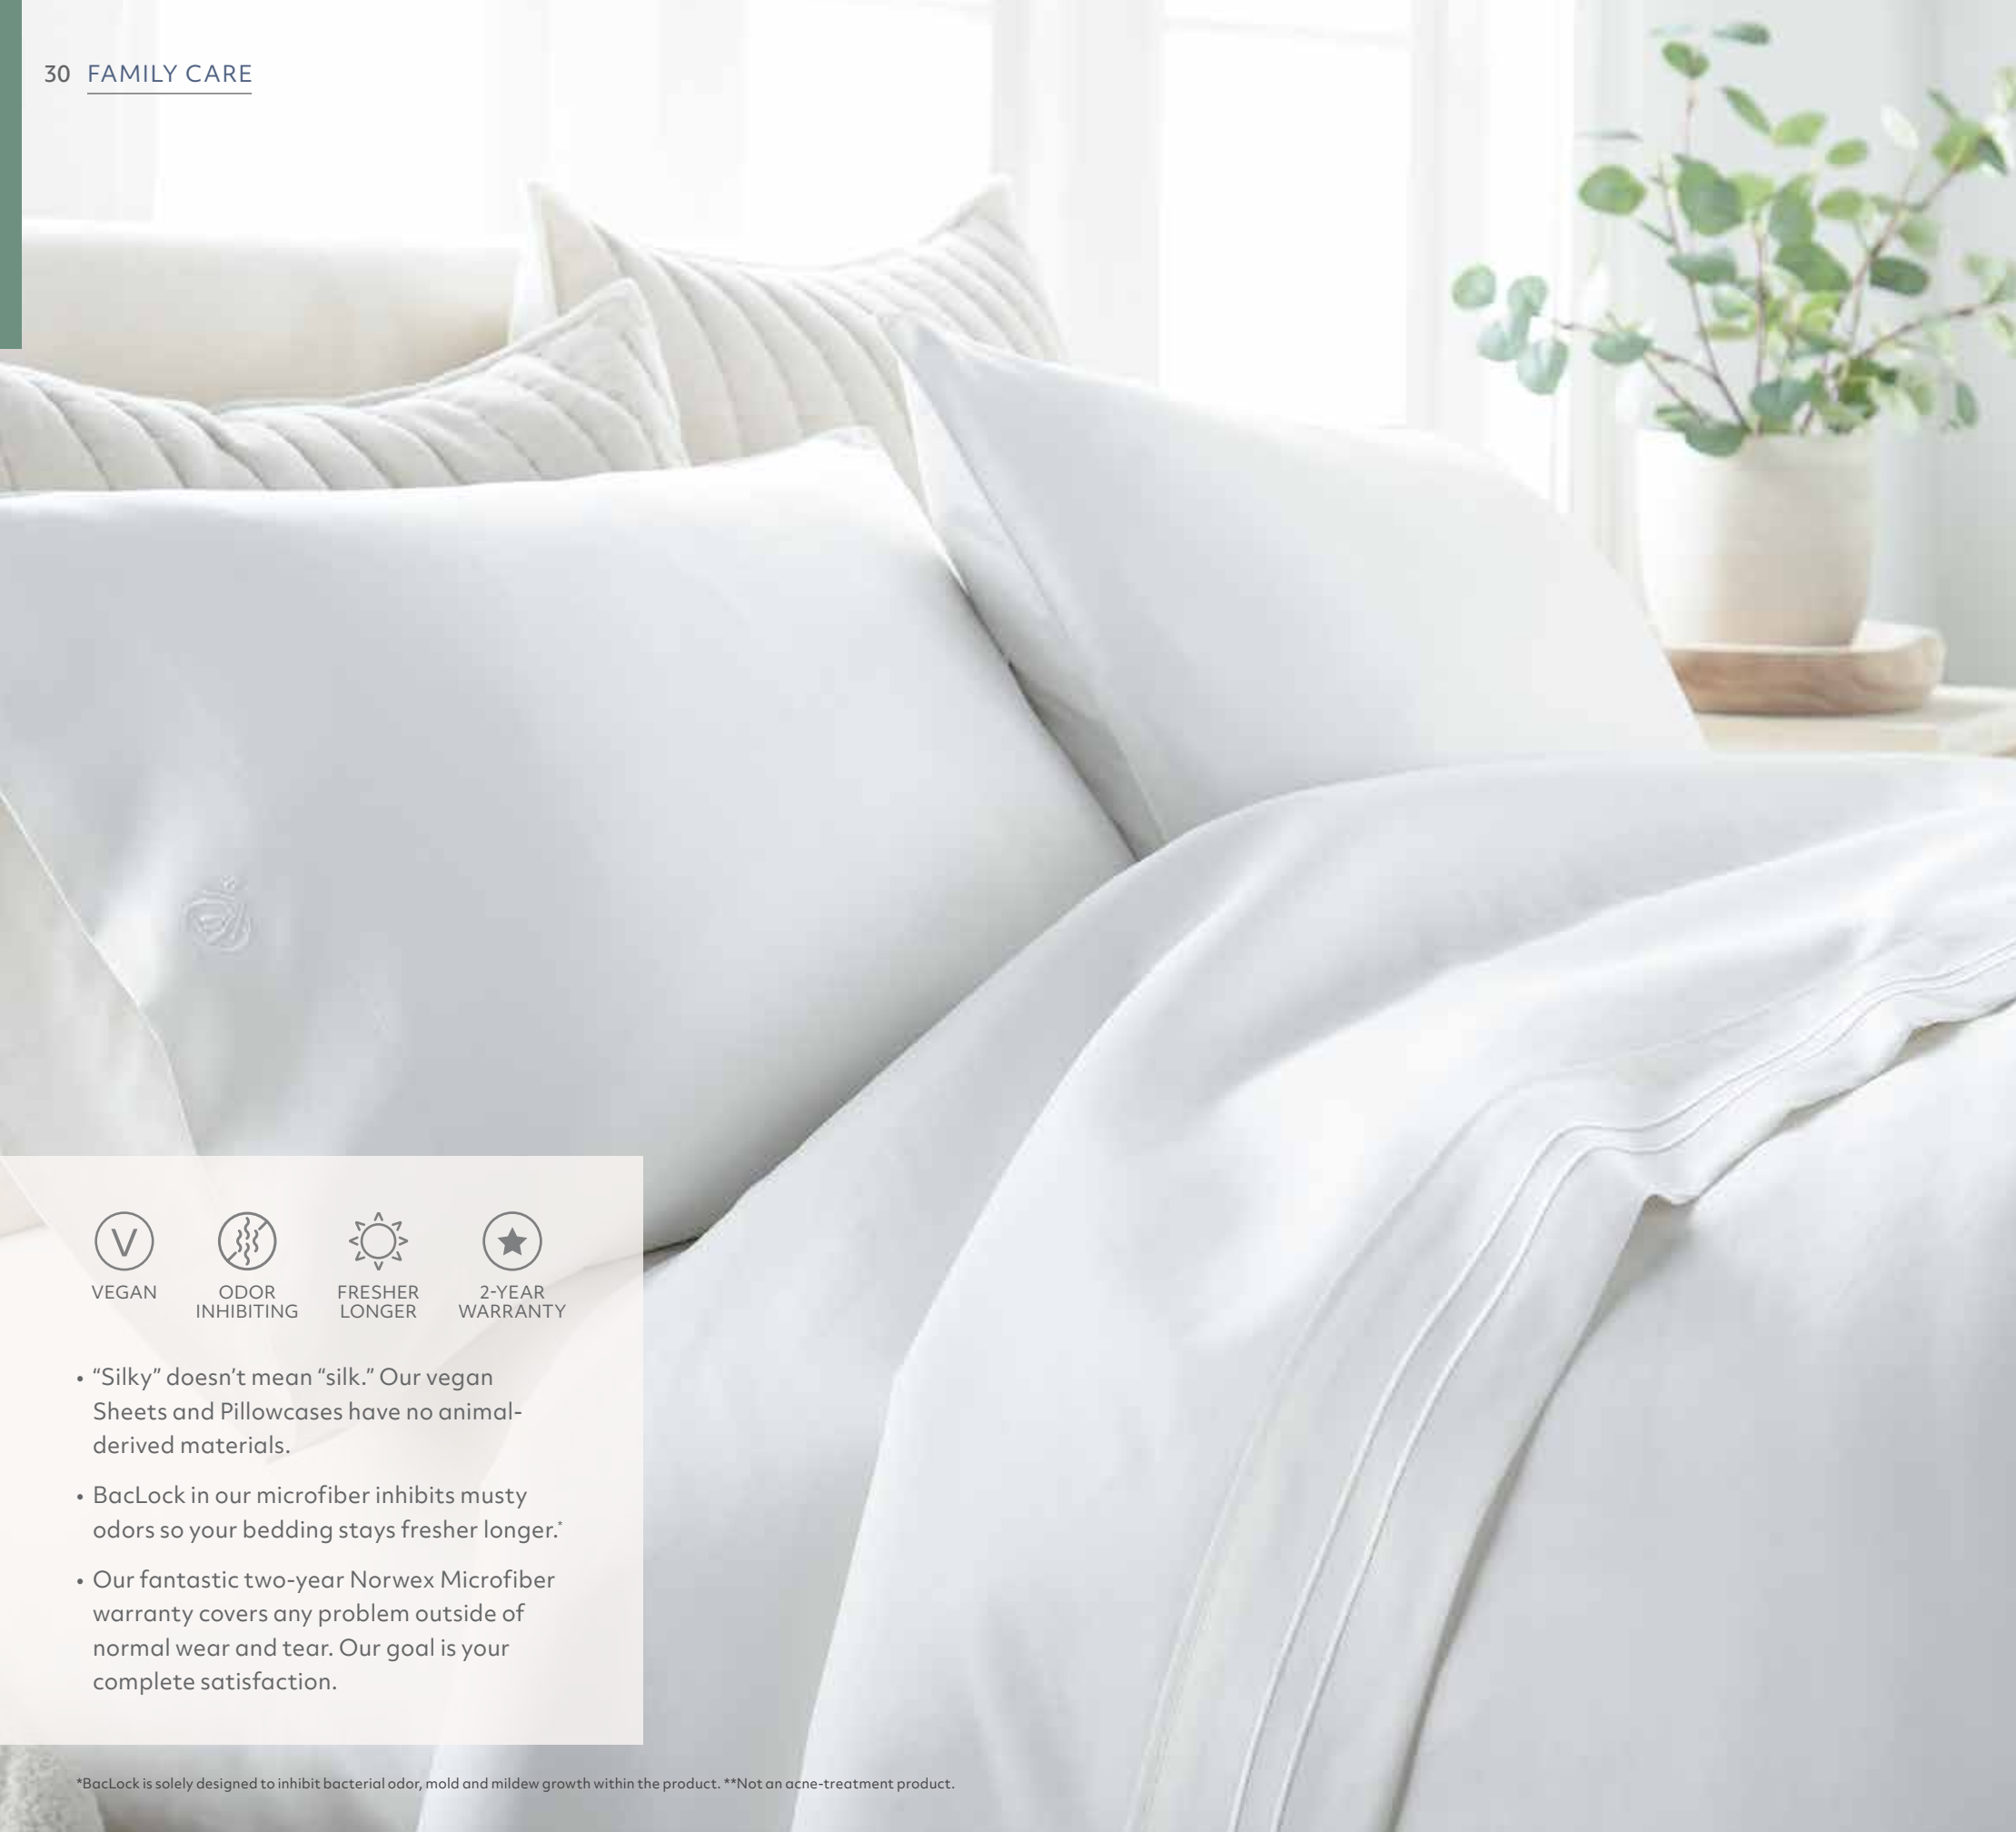 30 FAMILY CARE
V
VEGAN
ODOR
INHIBITING
FRESHER
LONGER
2-YEAR
WARRANTY
• “Silky” doesn’t mean “silk.” Our vegan
Sheets and Pillowcases have no animal-
derived materials.
• BacLock in our microfiber inhibits musty
odors so your bedding stays fresher longer.*
• Our fantastic two-year Norwex Microfiber
warranty covers any problem outside of
normal wear and tear. Our goal is your
complete satisfaction.
*BacLock is solely designed to inhibit bacterial odor, mold and mildew growth within the product. **Not an acne-treatment product.